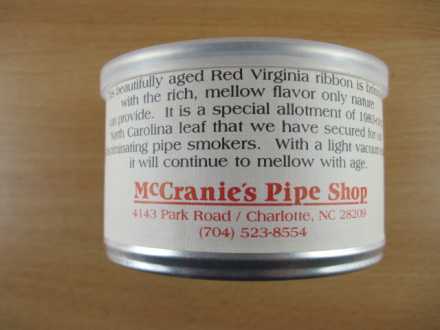 beautifully aged Red Virginia ribbon is
with the rich, mellow flavor only nature
provide. It is a special allotment of
North Carolina leaf that we have secured for
pipe smokers. With a light vacuum
it will continue to mellow with age.
McCranie's Pipe Shop
4143 Park Road / Charlotte, NC 28209
(704) 523-8554